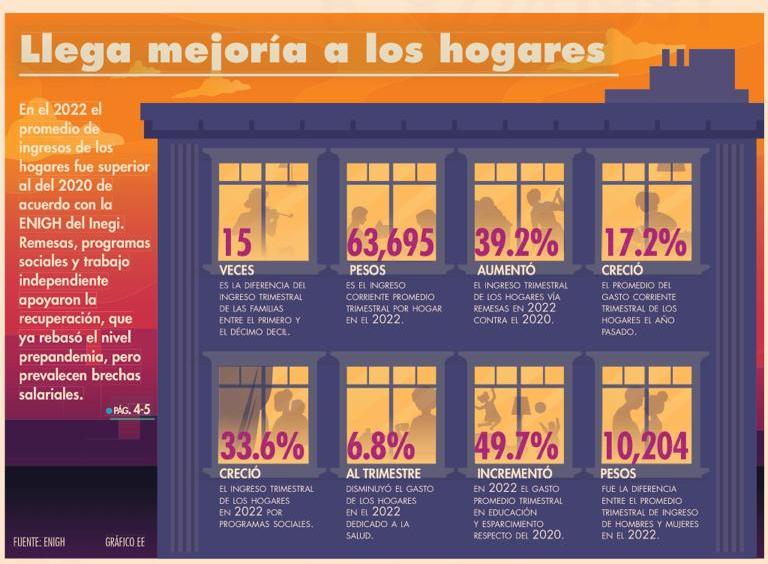 Llega mejoría a los hogares
En el 2022 el
promedio de
ingresos de los
hogares fue superior
al del 2020 de
acuerdo con la
ENIGH del Inegi.
Remesas, programas
sociales y trabajo
independiente
apoyaron la
recuperación, que
ya rebasó el nivel
prepandemia, pero
prevalecen brechas
salariales.
PÁG. 4-5
15
VECES
ES LA DIFERENCIA DEL
INGRESO TRIMESTRAL
DE LAS FAMILIAS
ENTRE EL PRIMERO Y
EL DÉCIMO DECIL.
63,695
PESOS
ES EL INGRESO
CORRIENTE PROMEDIO
TRIMESTRAL POR HOGAR
EN EL 2022.
39.2%
AUMENTÓ
EL INGRESO TRIMESTRAL
DE LOS HOGARES VÍA
REMESAS EN 2022
CONTRA EL 2020.
17.2%
CRECIÓ
EL PROMEDIO DEL
GASTO CORRIENTE
TRIMESTRAL DE LOS
HOGARES EL AÑO
PASADO.
33.6%
CRECIÓ
EL INGRESO TRIMESTRAL
DE LOS HOGARES
EN 2022 POR
PROGRAMAS SOCIALES.
6.8%
AL TRIMESTRE
DISMINUYÓ EL GASTO
DE LOS HOGARES
EN EL 2022
DEDICADO A LA
SALUD.
49.7%
INCREMENTÓ
EN 2022 EL GASTO
PROMEDIO TRIMESTRAL
EN EDUCACIÓN
Y ESPARCIMIENTO
RESPECTO DEL 2020.
10,204
PESOS
FUE LA DIFERENCIA
ENTRE EL PROMEDIO
TRIMESTRAL DE INGRESO
DE HOMBRES Y MUJERES
EN EL 2022.
FUENTE: ENIGH
GRÁFICO EE